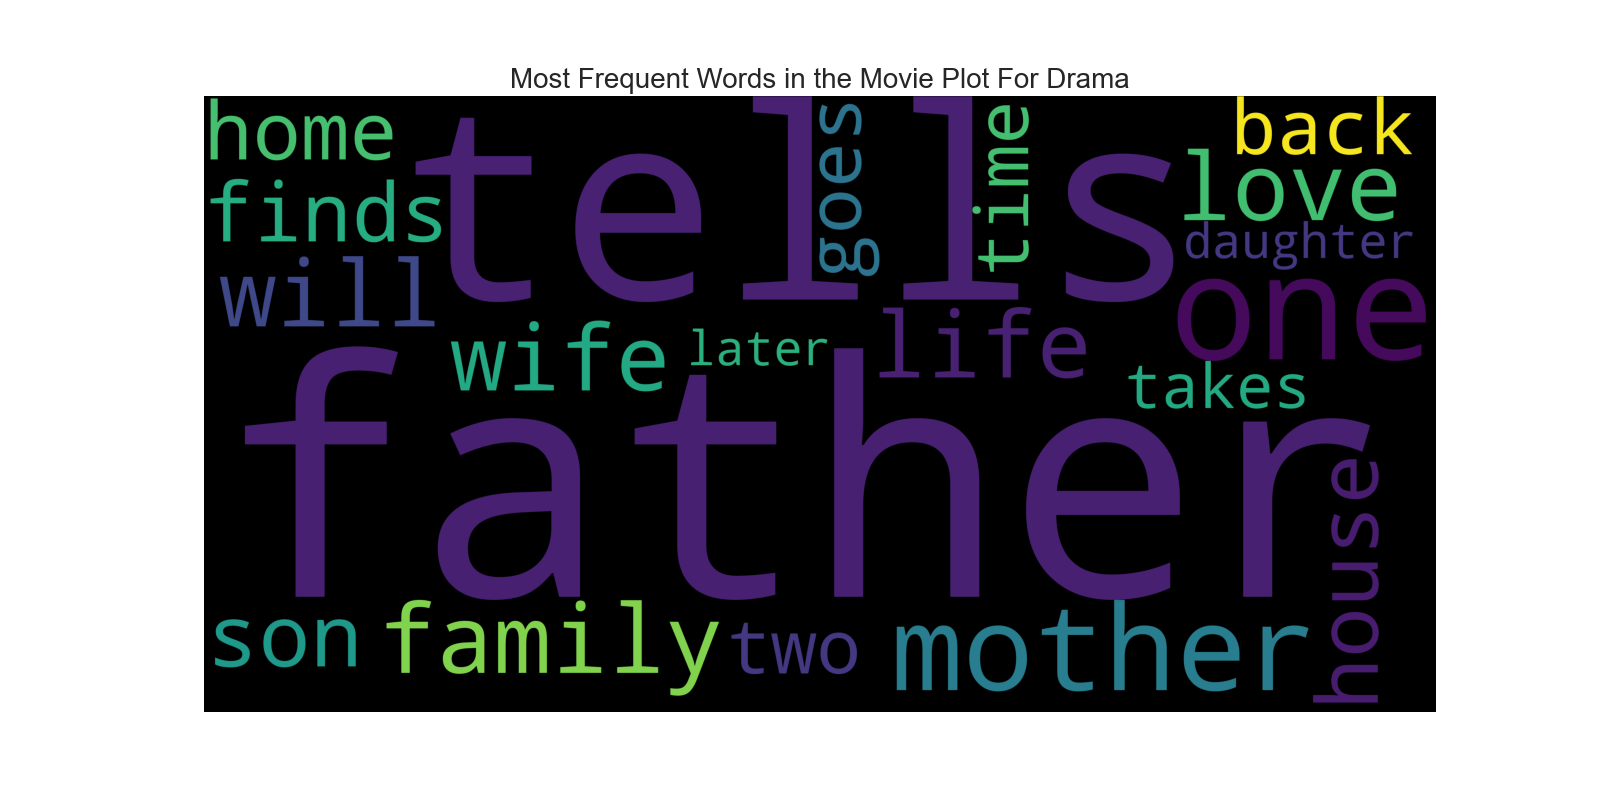 Most Frequent Words in the Movie Plot For Drama
home
tells
goes
time
back
love
finds
daughter
will
one
wife
later
life
takes
father
house
son
family
two
mother